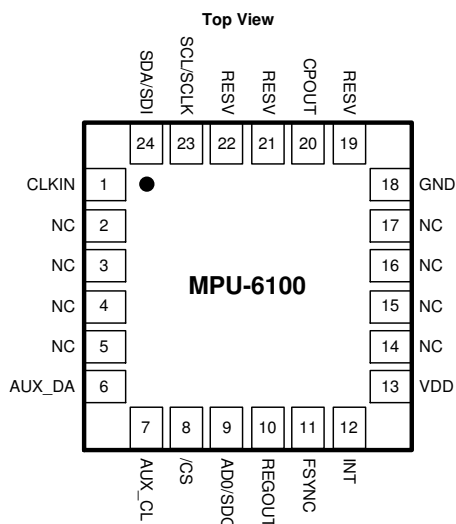 Top View
SDA/SDI
SCL/SCLK
RESV
RESV
CPOUT
RESV
24
23
22
21
20
19
CLKIN
1
18
GND
NC
2
17
NC
NC
3
16
NC
MPU-6100
NC
4
15
NC
NC
5
14
NC
AUX_DA
6
13
VDD
7
8
9
10
11
12
AUX_CL
/CS
AD0/SDO
REGOUT
FSYNC
INT